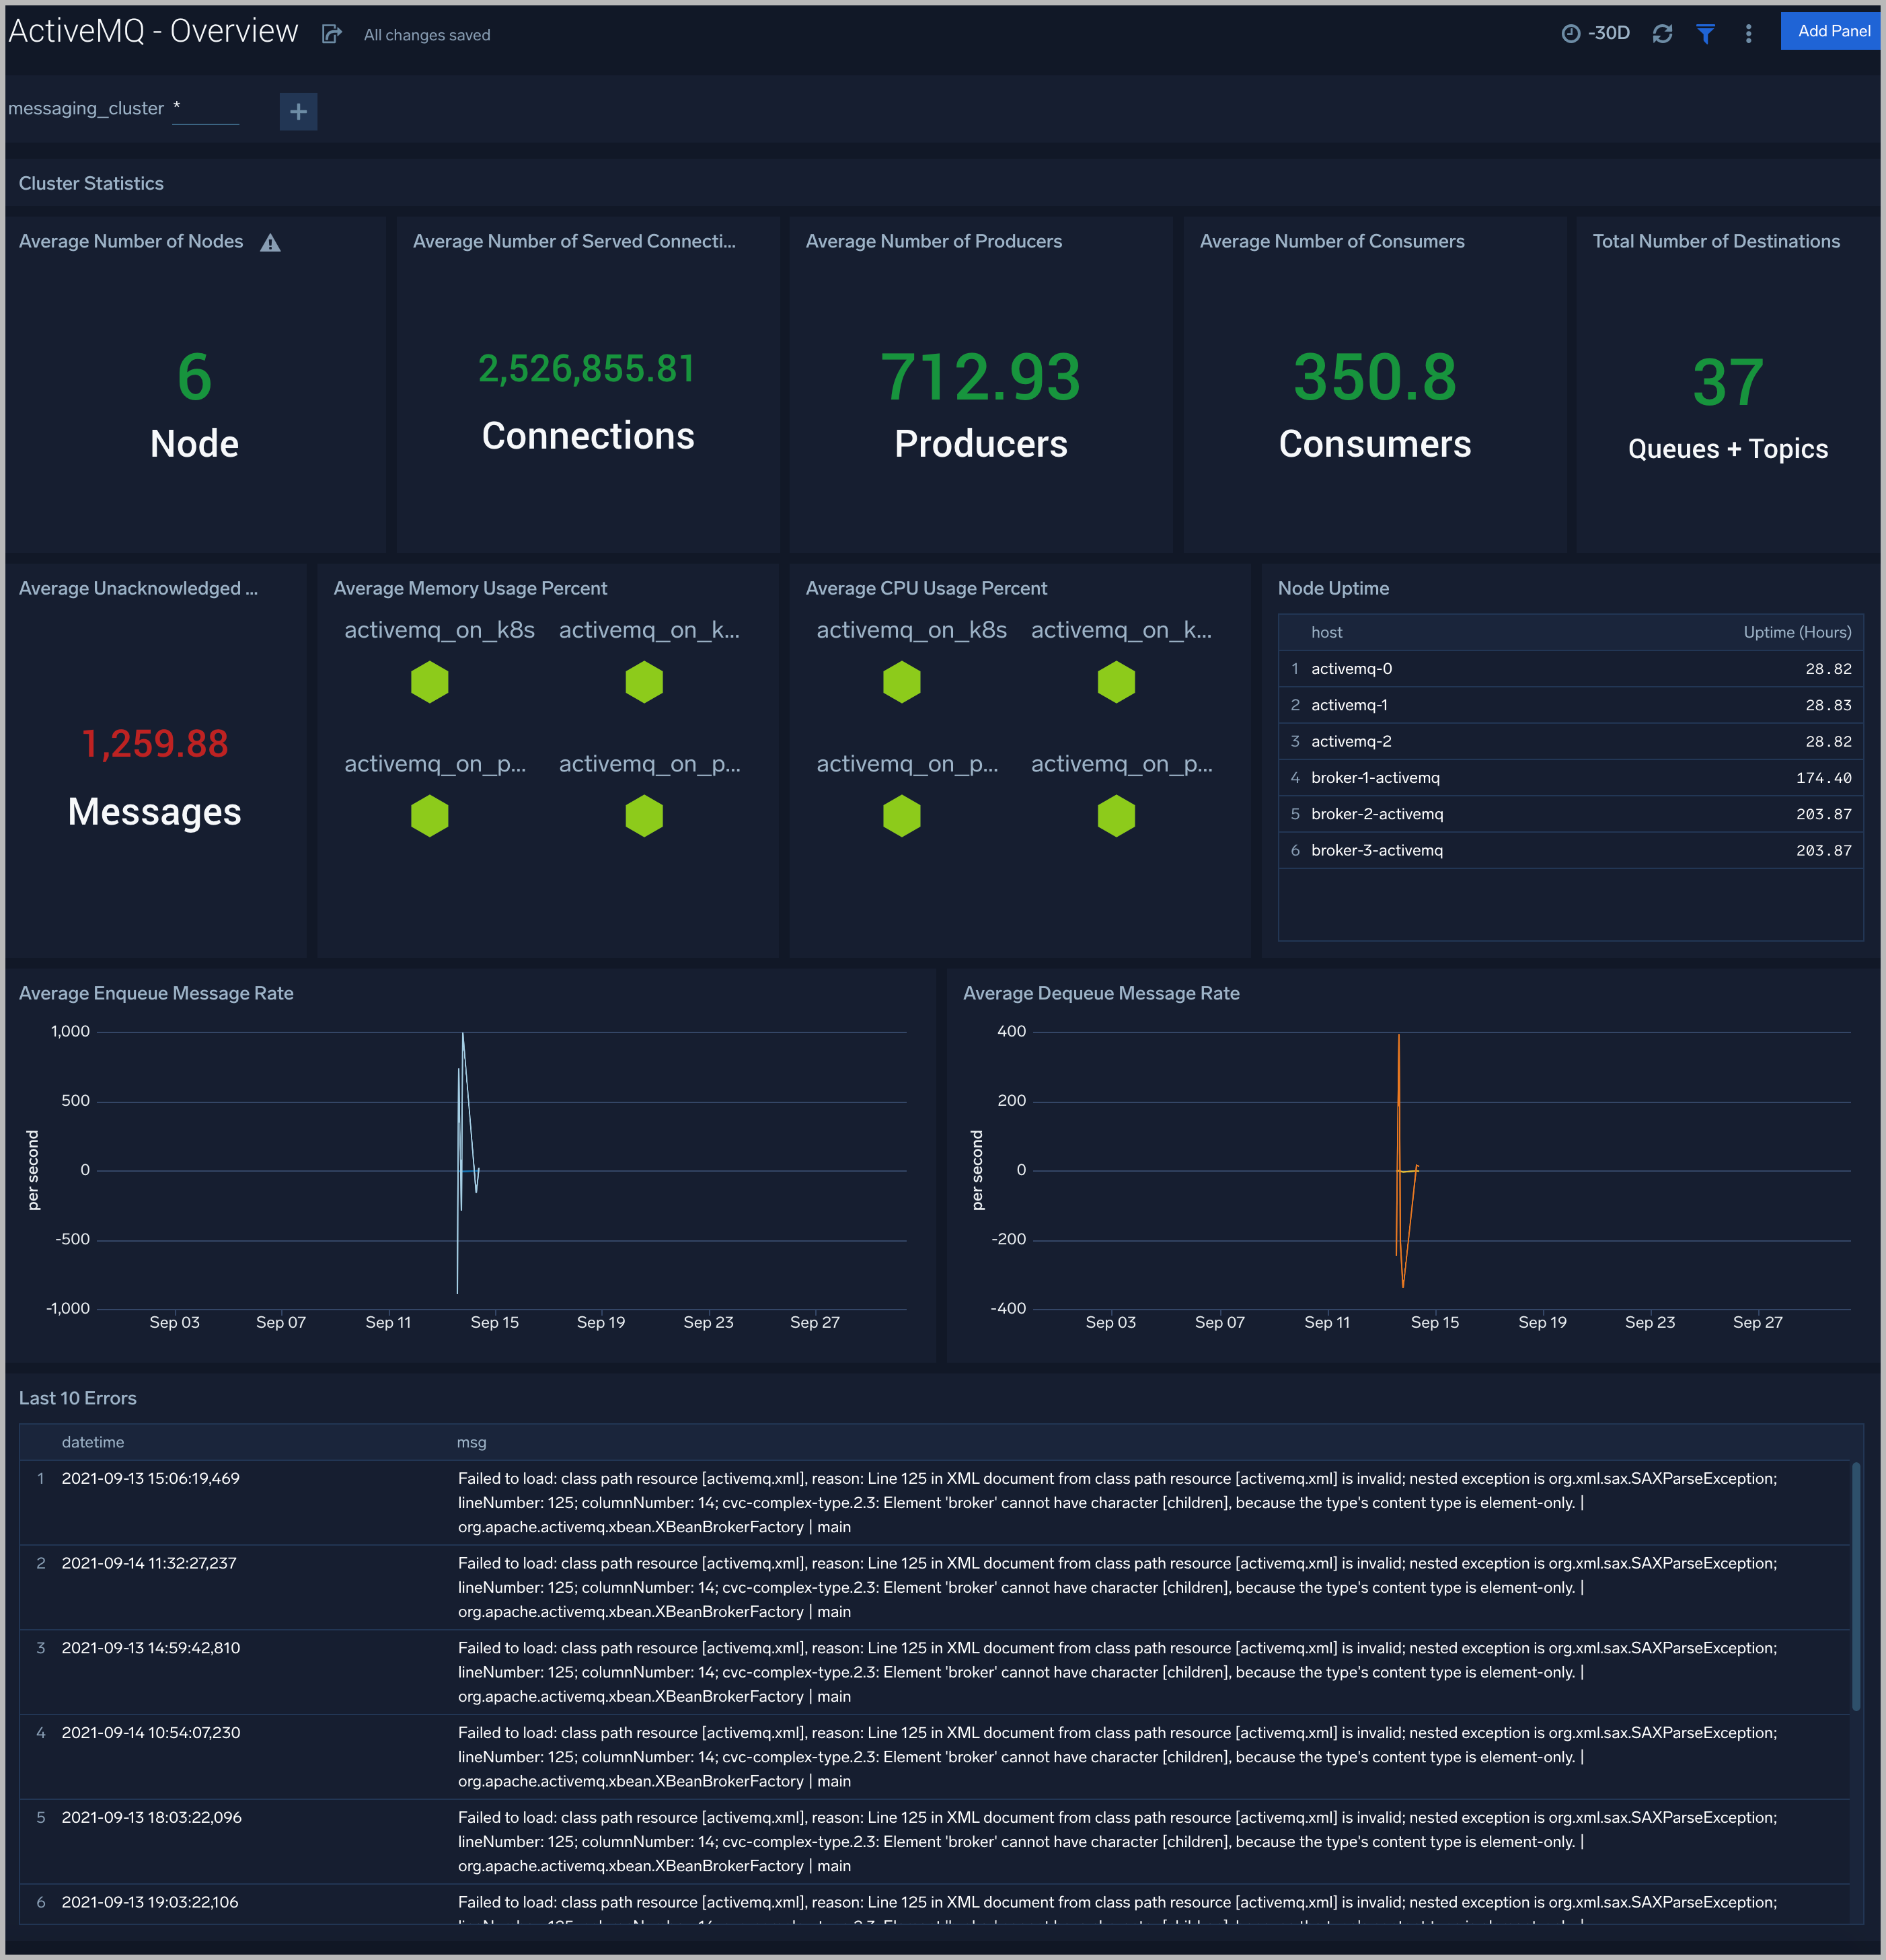 ActiveMQ - Overview All changes saved -30D Add Panel
messaging_cluster * +
Cluster Statistics
Average Number of Nodes
6
Node
Average Number of Served Connecti...
2,526,855.81
Connections
Average Number of Producers
712.93
Producers
Average Number of Consumers
350.8
Consumers
Total Number of Destinations
37
Queues + Topics
Average Unacknowledged ...
1,259.88
Messages
Average Memory Usage Percent
activemq_on_k8s activemq_on_k...
activemq_on_p... activemq_on_p...
Average CPU Usage Percent
activemq_on_k8s activemq_on_k...
activemq_on_p... activemq_on_p...
Node Uptime
host Uptime (Hours)
1 activemq-0 28.82
2 activemq-1 28.83
3 activemq-2 28.82
4 broker-1-activemq 174.40
5 broker-2-activemq 203.87
6 broker-3-activemq 203.87
Average Enqueue Message Rate
per second
1,000
500
0
-500
-1,000
Sep 03 Sep 07 Sep 11 Sep 15 Sep 19 Sep 23 Sep 27
Average Dequeue Message Rate
per second
400
200
0
-200
-400
Sep 03 Sep 07 Sep 11 Sep 15 Sep 19 Sep 23 Sep 27
Last 10 Errors
datetime msg
1 2021-09-13 15:06:19,469 Failed to load: class path resource [activemq.xml], reason: Line 125 in XML document from class path resource [activemq.xml] is invalid; nested exception is org.xml.sax.SAXParseException;
lineNumber: 125; columnNumber: 14; cvc-complex-type.2.3: Element 'broker' cannot have character [children], because the type's content type is element-only. |
org.apache.activemq.xbean.XBeanBrokerFactory | main
2 2021-09-14 11:32:27,237 Failed to load: class path resource [activemq.xml], reason: Line 125 in XML document from class path resource [activemq.xml] is invalid; nested exception is org.xml.sax.SAXParseException;
lineNumber: 125; columnNumber: 14; cvc-complex-type.2.3: Element 'broker' cannot have character [children], because the type's content type is element-only. |
org.apache.activemq.xbean.XBeanBrokerFactory | main
3 2021-09-13 14:59:42,810 Failed to load: class path resource [activemq.xml], reason: Line 125 in XML document from class path resource [activemq.xml] is invalid; nested exception is org.xml.sax.SAXParseException;
lineNumber: 125; columnNumber: 14; cvc-complex-type.2.3: Element 'broker' cannot have character [children], because the type's content type is element-only. |
org.apache.activemq.xbean.XBeanBrokerFactory | main
4 2021-09-14 10:54:07,230 Failed to load: class path resource [activemq.xml], reason: Line 125 in XML document from class path resource [activemq.xml] is invalid; nested exception is org.xml.sax.SAXParseException;
lineNumber: 125; columnNumber: 14; cvc-complex-type.2.3: Element 'broker' cannot have character [children], because the type's content type is element-only. |
org.apache.activemq.xbean.XBeanBrokerFactory | main
5 2021-09-13 18:03:22,096 Failed to load: class path resource [activemq.xml], reason: Line 125 in XML document from class path resource [activemq.xml] is invalid; nested exception is org.xml.sax.SAXParseException;
lineNumber: 125; columnNumber: 14; cvc-complex-type.2.3: Element 'broker' cannot have character [children], because the type's content type is element-only. |
org.apache.activemq.xbean.XBeanBrokerFactory | main
6 2021-09-13 19:03:22,106 Failed to load: class path resource [activemq.xml], reason: Line 125 in XML document from class path resource [activemq.xml] is invalid; nested exception is org.xml.sax.SAXParseException;